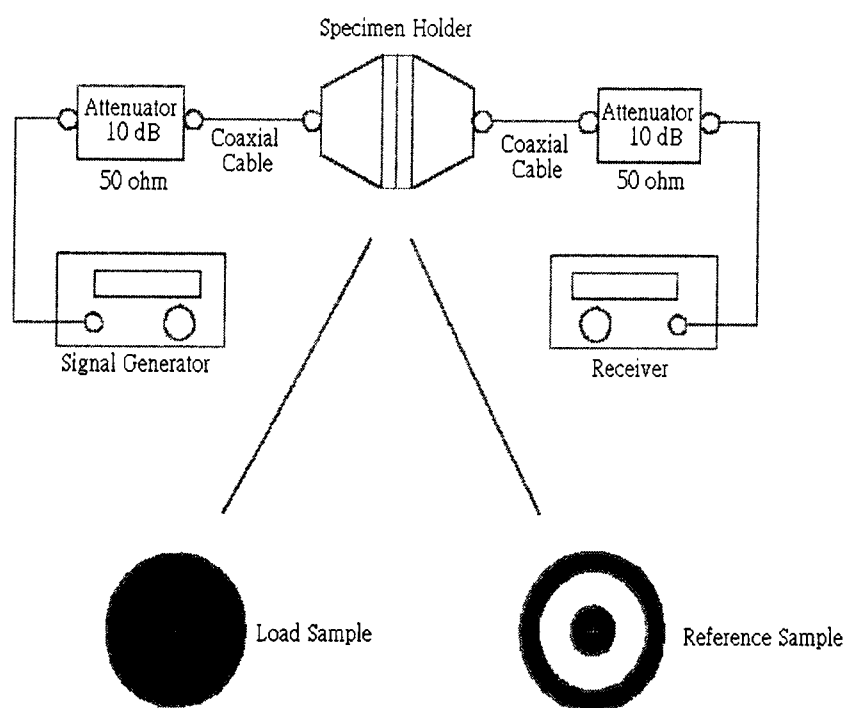 Specimen Holder
Attenuator
10 dB
50 ohm
Coaxial
Cable
Coaxial
Cable
Attenuator
10 dB
50 ohm
Signal Generator
Receiver
Load Sample
Reference Sample